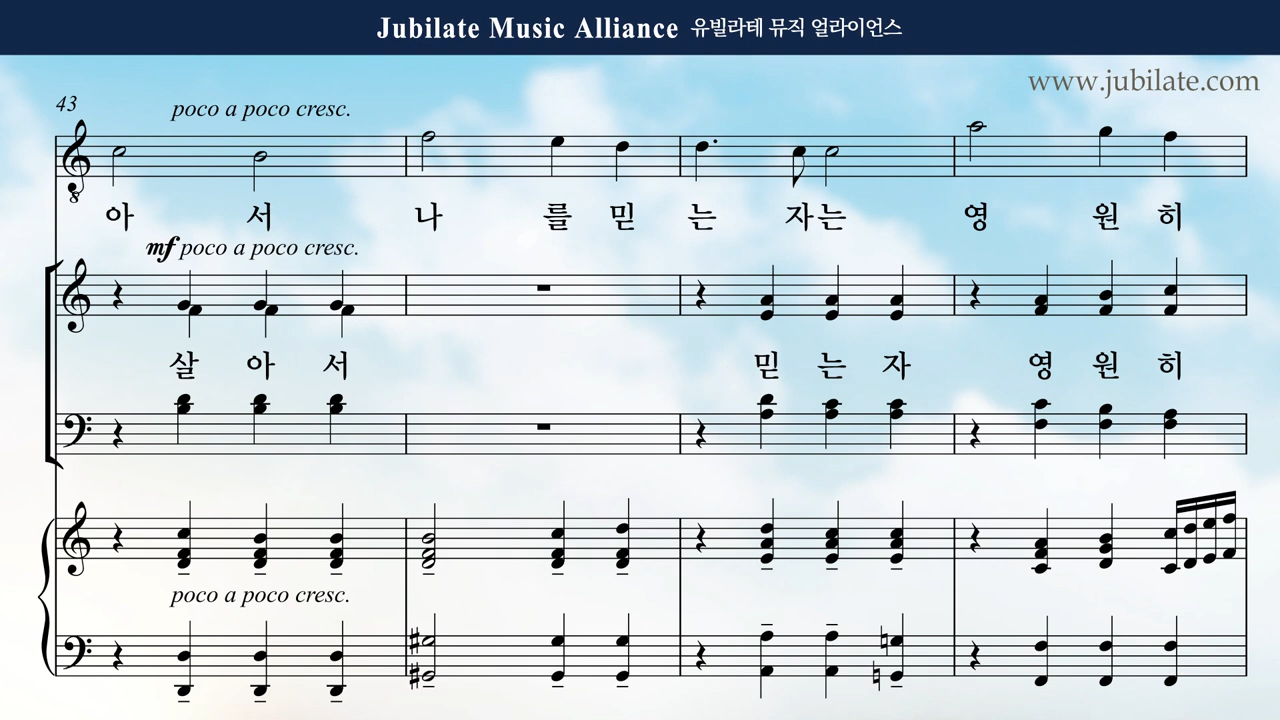 Jubilate Music Alliance 유빌라테 뮤직 얼라이언스
www.jubilate.com
43
poco a poco cresc.
아 서 나 를 믿 는 자는 영 원 히
mf poco a poco cresc.
살 아 서 믿 는 자 영 원 히
poco a poco cresc.